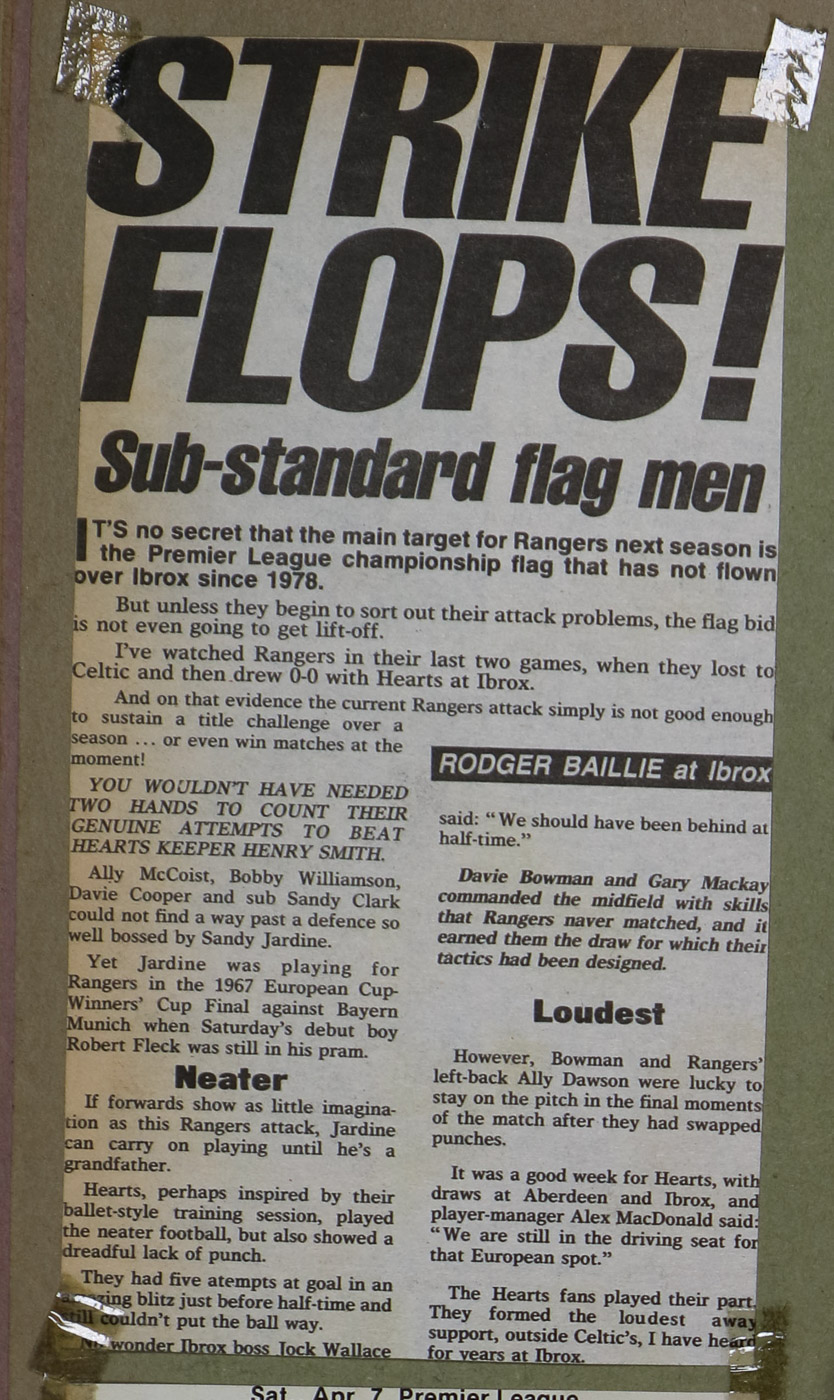 STRIKE
FLOPS!
Sub-standard flag men
IT'S no secret that the main target for Rangers next season is
the Premier League championship flag that has not flown
over Ibrox since 1978.
But unless they begin to sort out their attack problems, the flag bid
is not even going to get lift-off.
I've watched Rangers in their last two games, when they lost to
Celtic and then drew 0-0 with Hearts at Ibrox.
And on that evidence the current Rangers attack simply is not good enough
to sustain a title challenge over a
season ... or even win matches at the
moment!
YOU WOULDN'T HAVE NEEDED
TWO HANDS TO COUNT THEIR
GENUINE ATTEMPTS TO BEAT
HEARTS KEEPER HENRY SMITH.
Ally McCoist, Bobby Williamson,
Davie Cooper and sub Sandy Clark
could not find a way past a defence so
well bossed by Sandy Jardine.
Yet Jardine was playing for
Rangers in the 1967 European Cup-
Winners' Cup Final against Bayern
Munich when Saturday's debut boy
Robert Fleck was still in his pram.
Neater
If forwards show as little imagina-
tion as this Rangers attack, Jardine
can carry on playing until he's a
grandfather.
Hearts, perhaps inspired by their
ballet-style training session, played
the neater football, but also showed a
dreadful lack of punch.
They had five atempts at goal in an
amazing blitz just before half-time and
still couldn't put the ball way.
No wonder Ibrox boss Jock Wallace
RODGER BAILLIE at Ibrox
said: "We should have been behind at
half-time."
Davie Bowman and Gary Mackay
commanded the midfield with skills
that Rangers naver matched, and it
earned them the draw for which their
tactics had been designed.
Loudest
However, Bowman and Rangers'
left-back Ally Dawson were lucky to
stay on the pitch in the final moments
of the match after they had swapped
punches.
It was a good week for Hearts, with
draws at Aberdeen and Ibrox, and
player-manager Alex MacDonald said:
"We are still in the driving seat for
that European spot."
The Hearts fans played their part.
They formed the loudest away
support, outside Celtic's, I have heard
for years at Ibrox.
Sat. Apr. 7 Premier League